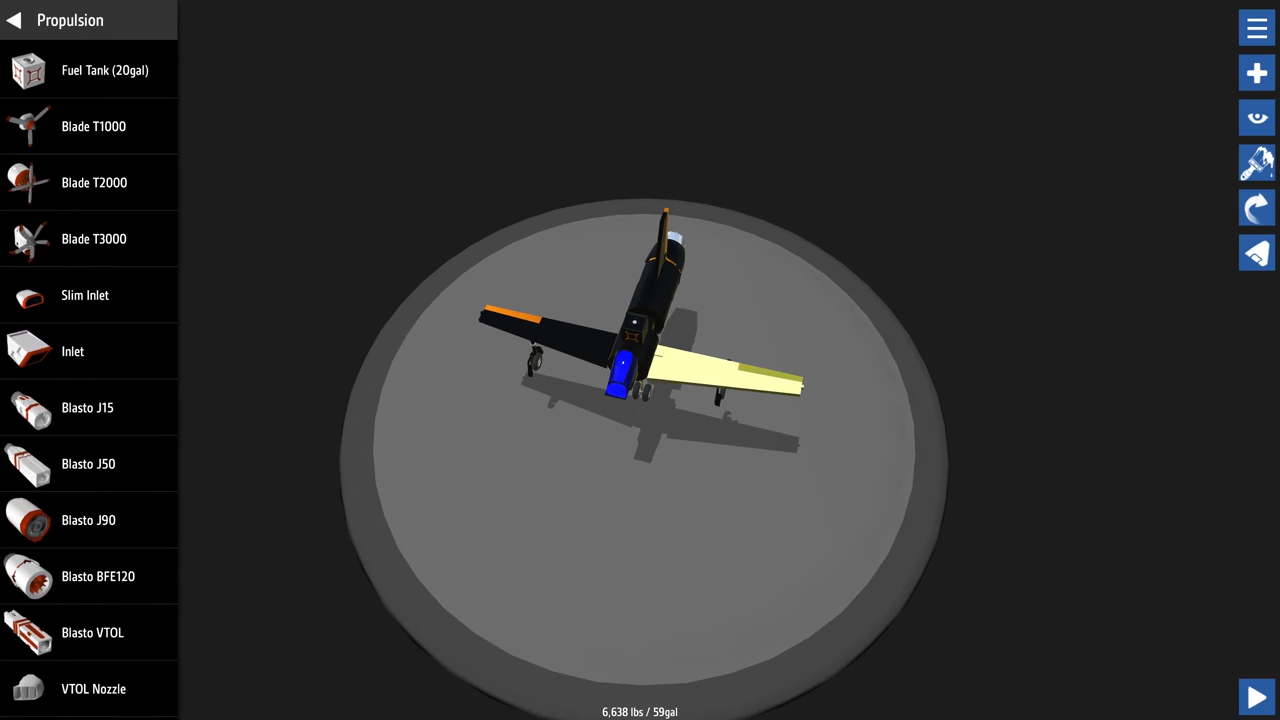 Propulsion
Fuel Tank (20gal)
Blade T1000
Blade T2000
Blade T3000
Slim Inlet
Inlet
Blasto J15
Blasto J50
Blasto J90
Blasto BFE120
Blasto VTOL
VTOL Nozzle
6,638 lbs / 59gal